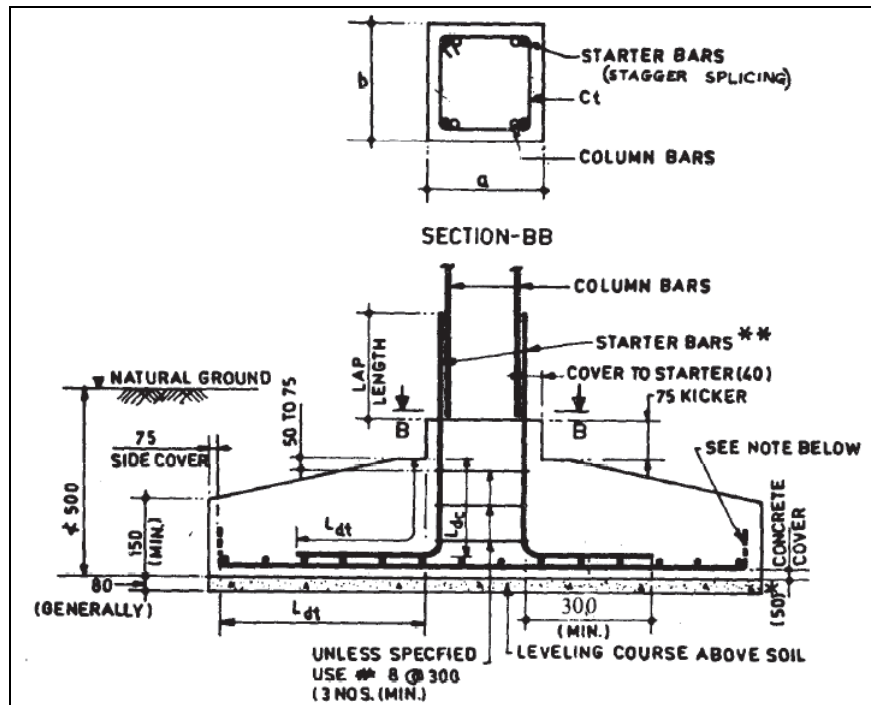 STARTER BARS
(STAGGER SPLICING)
b
Ct
COLUMN BARS
a
SECTION-BB
COLUMN BARS
LAP
LENGTH
STARTER BARS **
NATURAL GROUND
COVER TO STARTER (40)
50 TO 75
75 KICKER
B
B
75
SIDE COVER
SEE NOTE BELOW
≮ 500
150
(MIN.)
Ldt
Ldc
CONCRETE
COVER
80
(GENERALLY)
Ldt
300
(MIN.)
*
(50)
UNLESS SPECFIED
USE # 8 @ 300
(3 NOS. (MIN.)
LEVELING COURSE ABOVE SOIL